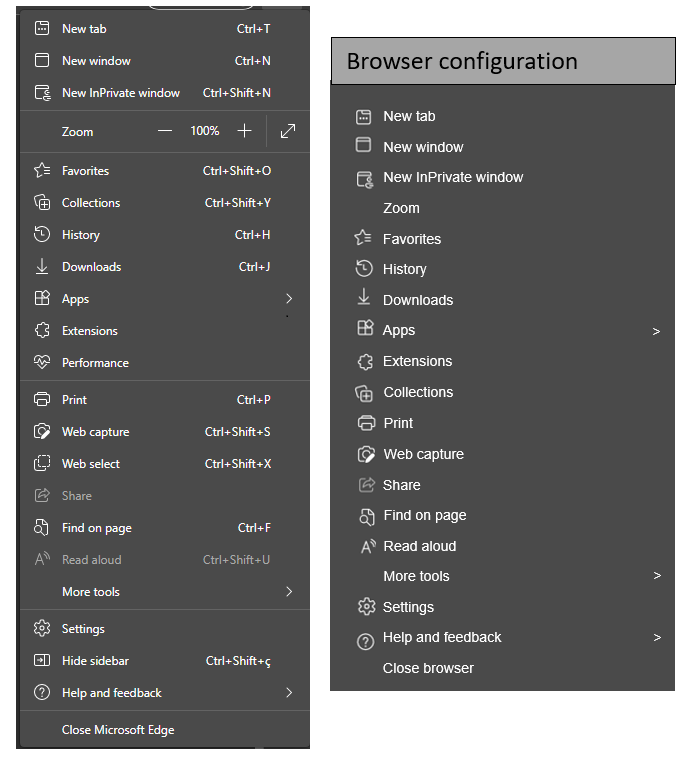 New tab Ctrl+T
New window Ctrl+N
New InPrivate window Ctrl+Shift+N
Zoom — 100% +
Favorites Ctrl+Shift+O
Collections Ctrl+Shift+Y
History Ctrl+H
Downloads Ctrl+J
Apps
Extensions
Performance
Print Ctrl+P
Web capture Ctrl+Shift+S
Web select Ctrl+Shift+X
Share
Find on page Ctrl+F
Read aloud Ctrl+Shift+U
More tools
Settings
Hide sidebar Ctrl+Shift+ç
Help and feedback
Close Microsoft Edge
Browser configuration
New tab
New window
New InPrivate window
Zoom
Favorites
History
Downloads
Apps >
Extensions
Collections
Print
Web capture
Share
Find on page
Read aloud
More tools >
Settings
Help and feedback >
Close browser